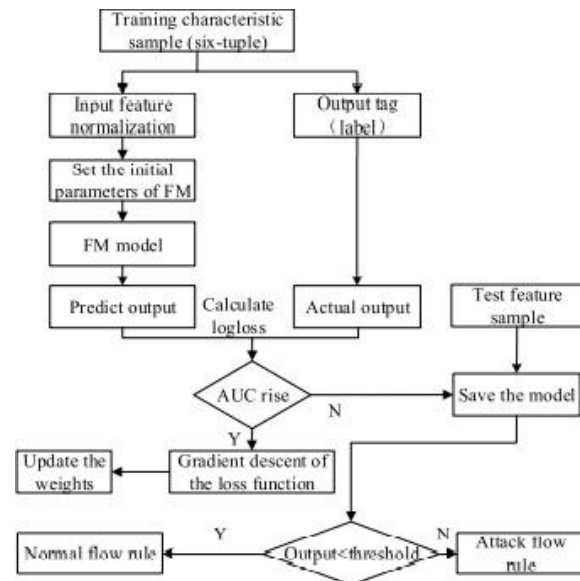 Training characteristic
sample (six-tuple)
Input feature
normalization
Output tag
（label）
Set the initial
parameters of FM
FM model
Predict output
Calculate
logloss
Actual output
Test feature
sample
AUC rise
N
Save the model
Y
Update the
weights
Gradient descent of
the loss function
Y
N
Normal flow rule
Output<threshold
Attack flow
rule